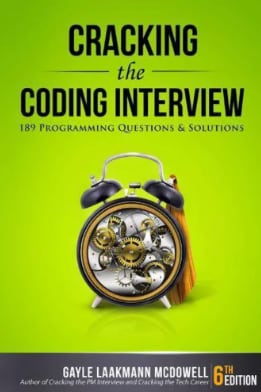 CRACKING
the
CODING INTERVIEW
189 PROGRAMMING QUESTIONS & SOLUTIONS
GAYLE LAAKMANN MCDOWELL
Author of Cracking the PM Interview and Cracking the Tech Career
6TH
EDITION